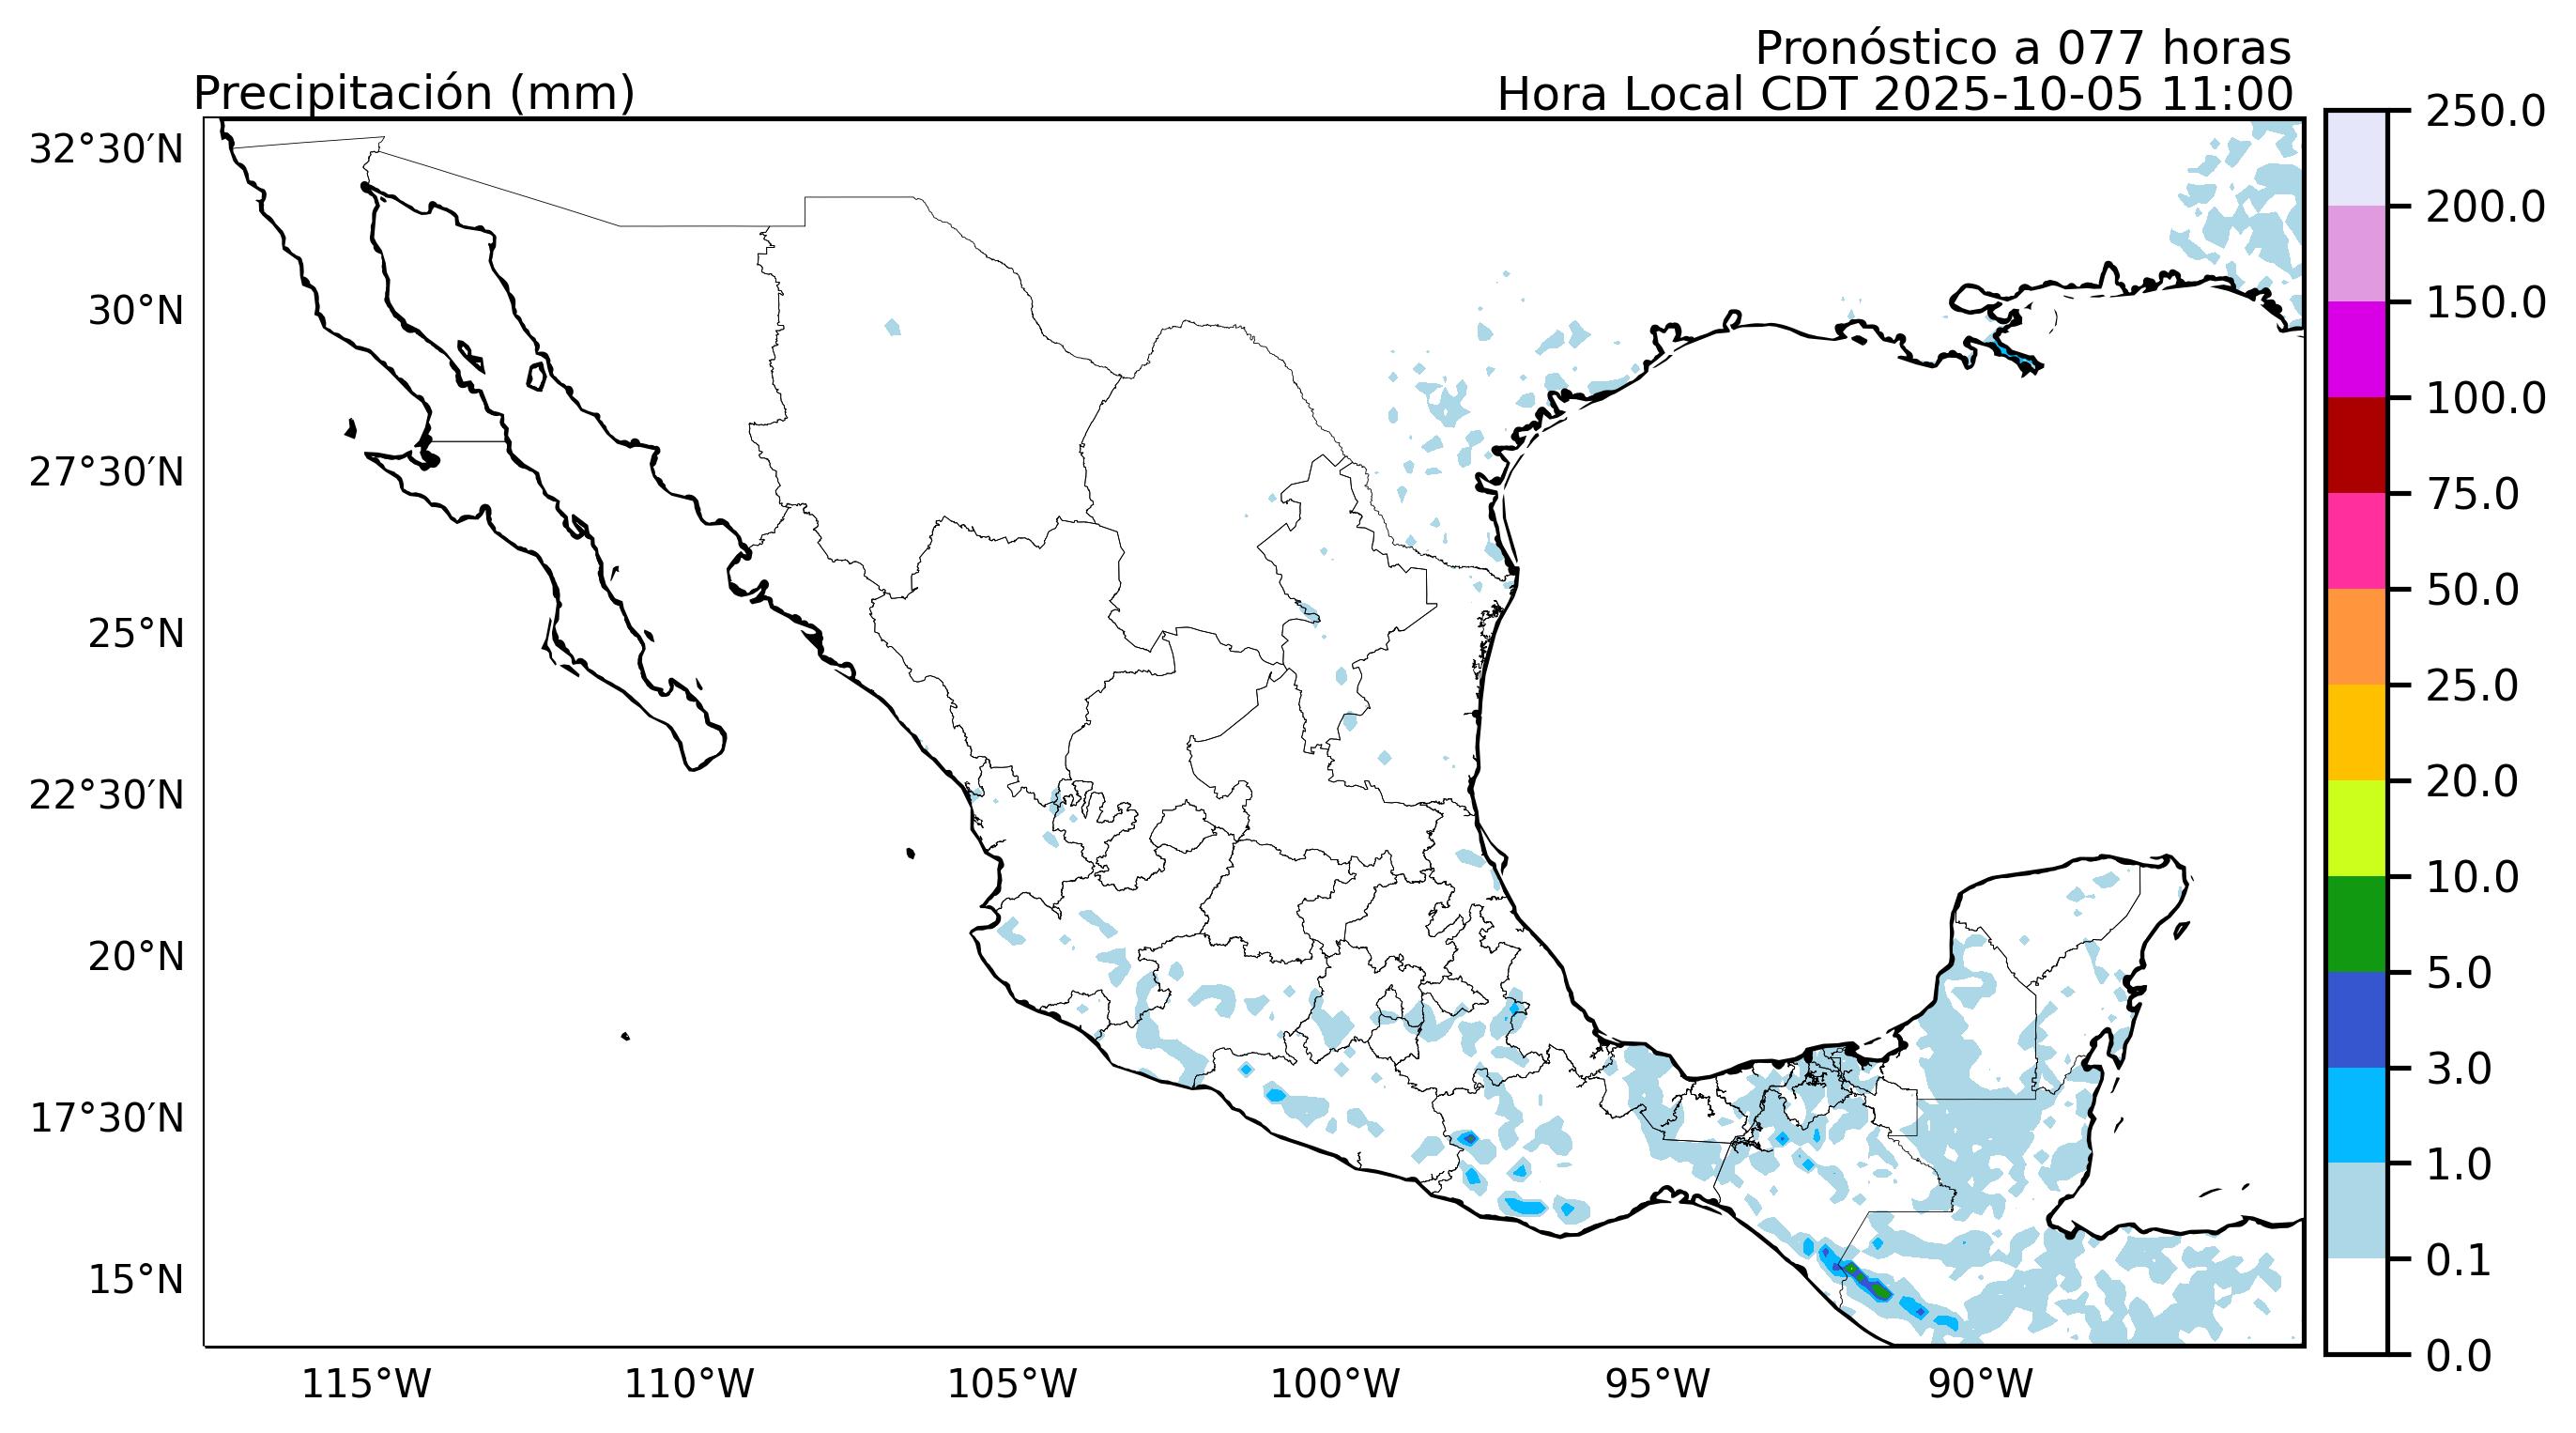 Pronóstico a 077 horas
Precipitación (mm)
Hora Local CDT 2025-10-05 11:00
32°30′N
30°N
27°30′N
25°N
22°30′N
20°N
17°30′N
15°N
115°W
110°W
105°W
100°W
95°W
90°W
250.0
200.0
150.0
100.0
75.0
50.0
25.0
20.0
10.0
5.0
3.0
1.0
0.1
0.0